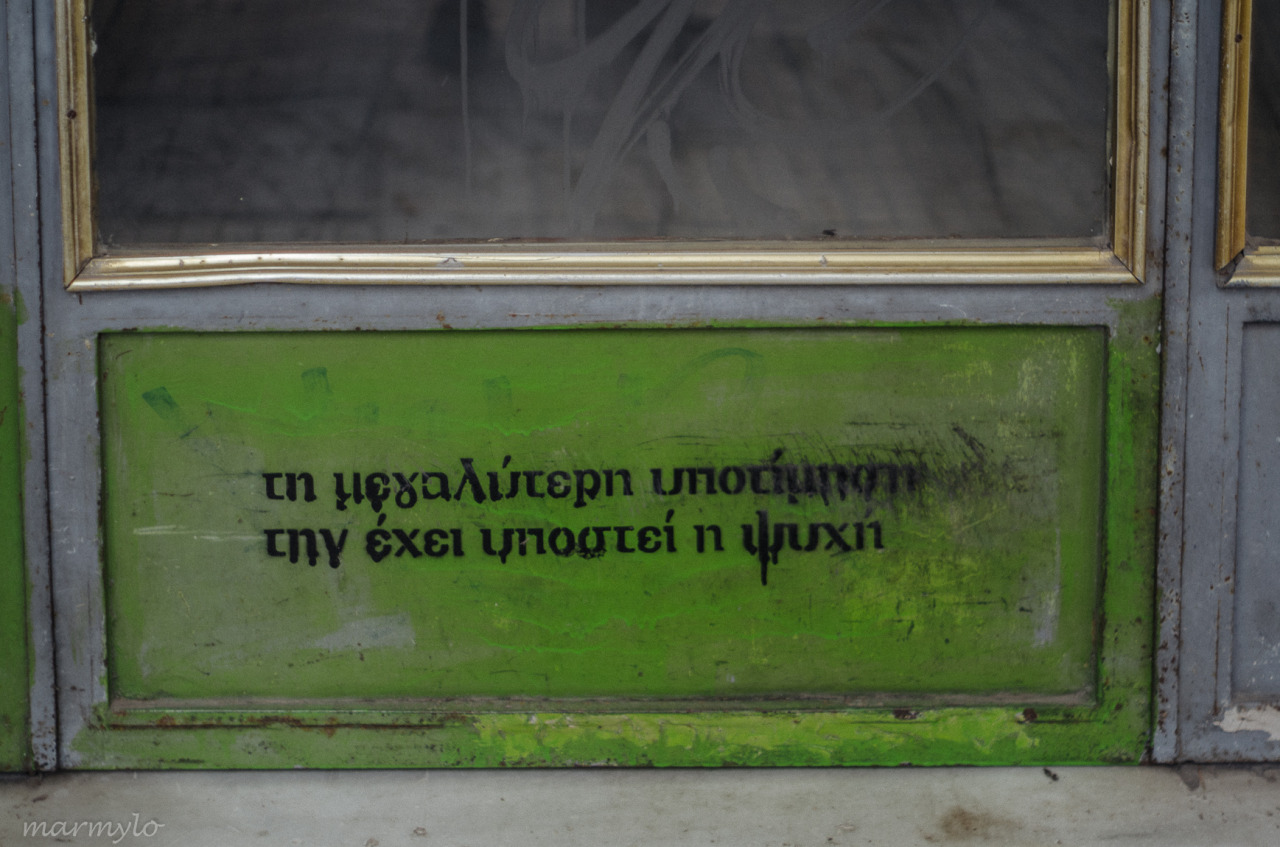 τη μεγαλύτερη υποτίμηση
την έχει υποστεί η ψυχή
marmylo